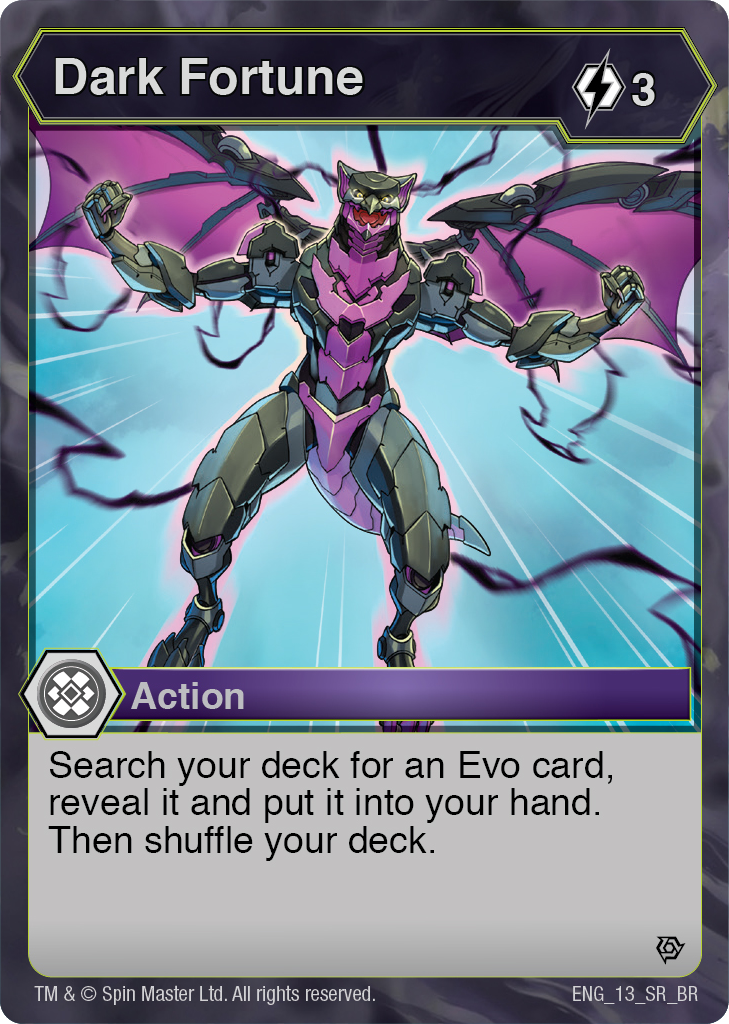 Dark Fortune
3
Action
Search your deck for an Evo card,
reveal it and put it into your hand.
Then shuffle your deck.
TM & © Spin Master Ltd. All rights reserved.
ENG_13_SR_BR